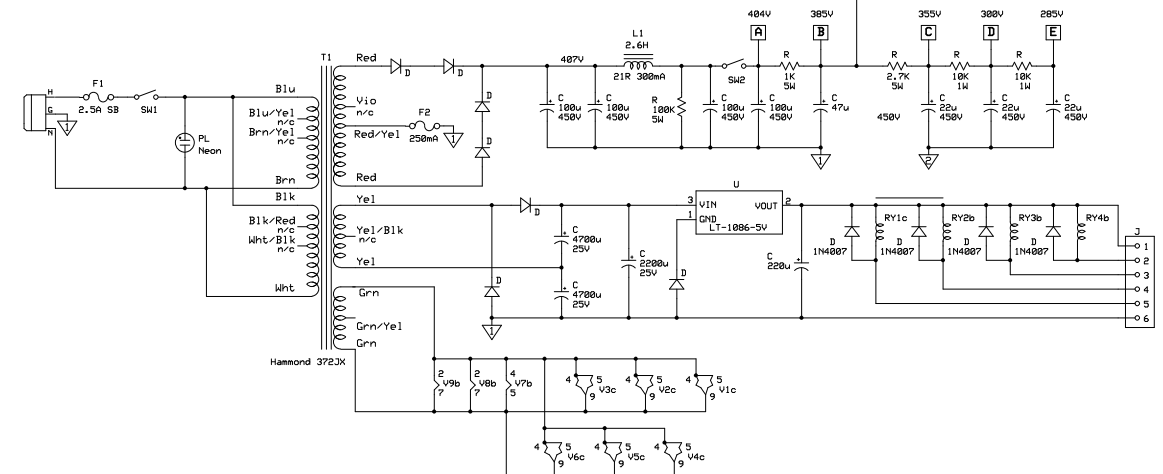 404V 385V 355V 300V 285V
A B C D E
L1
2.6H
407V
21R 300mA
SW2
R
1K
5W
R
2.7K
5W
R
10K
1W
R
10K
1W
T1
Red
D
D
F1
2.5A SB
SW1
H
G
N
1
Blu
Blu/Yel
n/c
Brn/Yel
n/c
Brn
PL
Neon
Vio
n/c
Red/Yel
F2
250mA
1
D
D
Red
C
100u
450V
C
100u
450V
R
100K
5W
C
100u
450V
C
100u
450V
C
47u
450V
C
22u
450V
C
22u
450V
C
22u
450V
1
2
Blk
Blk/Red
n/c
Wht/Blk
n/c
Wht
Yel
Yel/Blk
n/c
Yel
D
D
C
4700u
25V
C
4700u
25V
C
2200u
25V
1
U
3 VIN VOUT 2
1 GND
LT-1086-5V
D
C
220u
RY1c
RY2b
RY3b
RY4b
D
1N4007
D
1N4007
D
1N4007
D
1N4007
J
1
2
3
4
5
6
Grn
Grn/Yel
Grn
Hammond 372JX
2
V9b
7
2
V8b
7
4
V7b
5
4 5
V3c
9
4 5
V2c
9
4 5
V1c
9
4 5
V6c
9
4 5
V5c
9
4 5
V4c
9